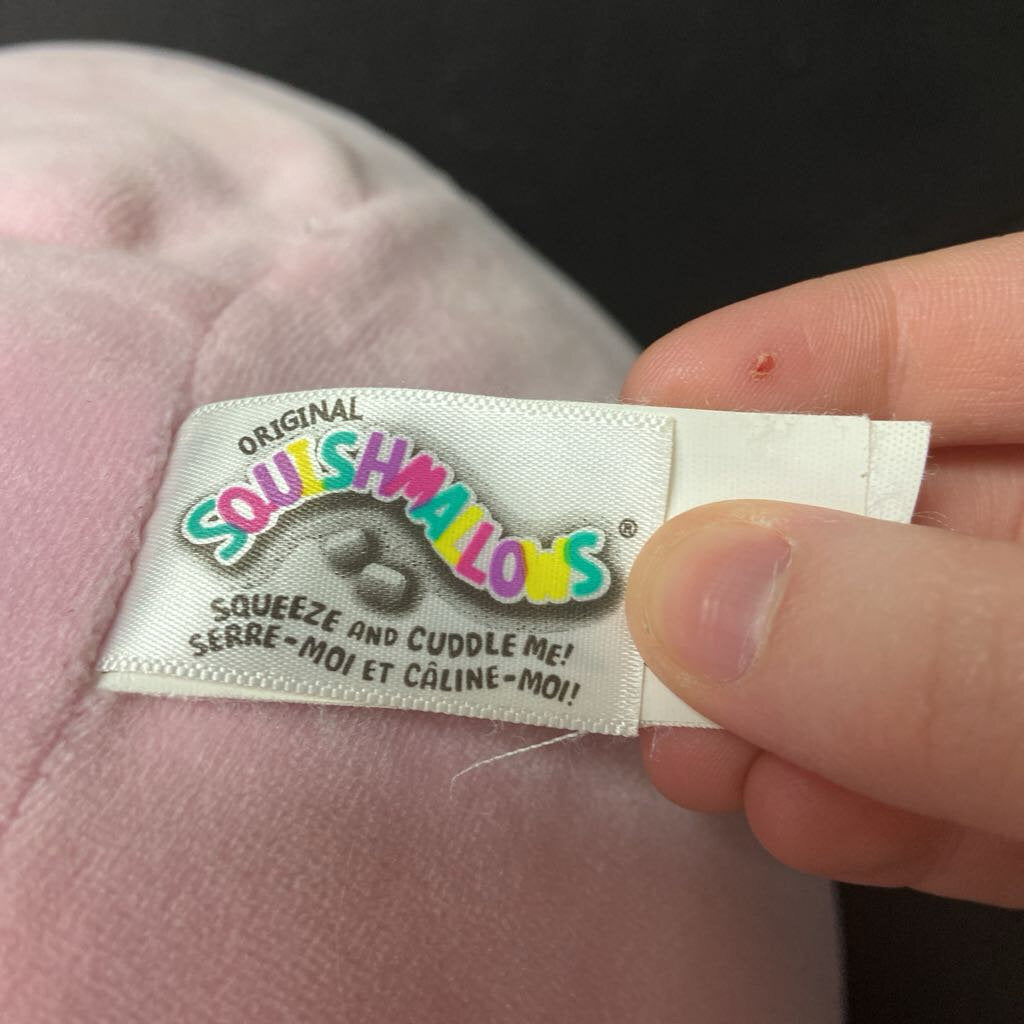 ORIGINAL
SQUISHMALLOWS®
SQUEEZE AND CUDDLE ME!
SERRE-MOI ET CÂLINE-MOI!